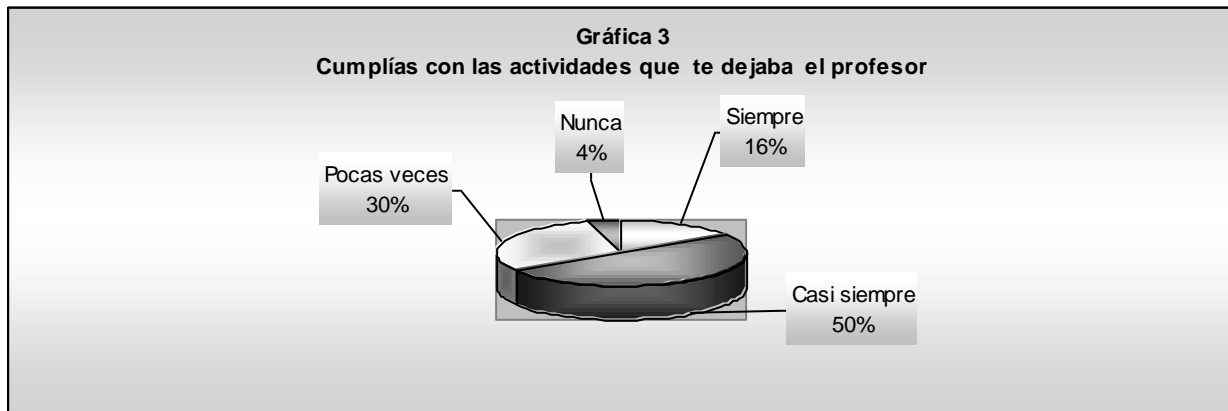 Gráfica 3
Cumplías con las actividades que te dejaba el profesor
Nunca
4%
Siempre
16%
Pocas veces
30%
Casi siempre
50%